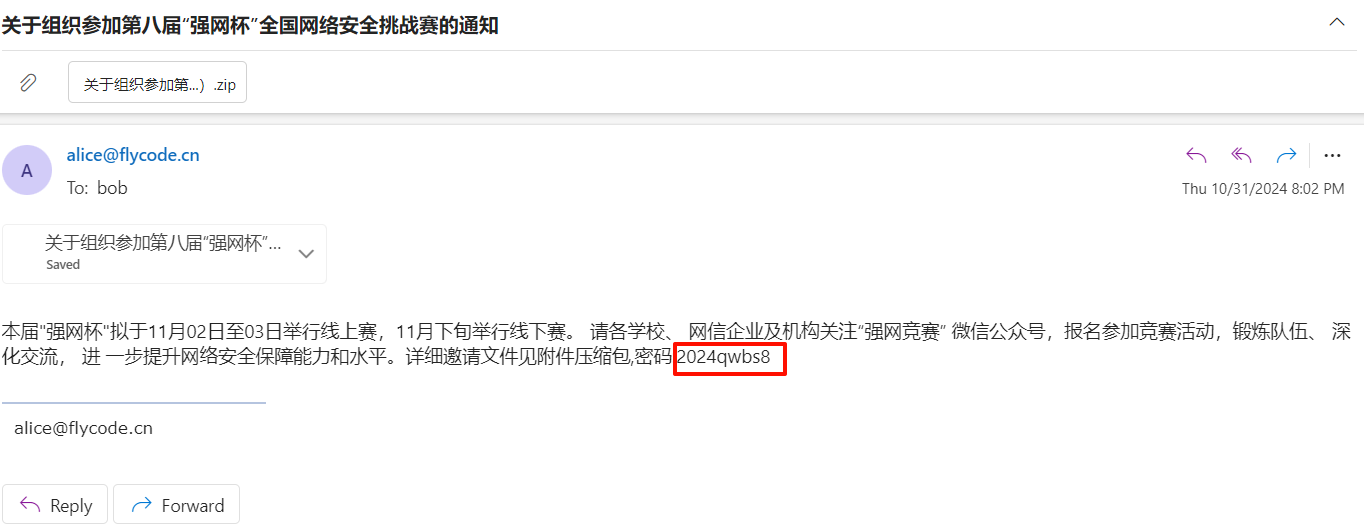 关于组织参加第八届“强网杯”全国网络安全挑战赛的通知
关于组织参加第...）.zip
A
alice@flycode.cn
To: bob
Thu 10/31/2024 8:02 PM
关于组织参加第八届“强网杯”...
Saved
本届"强网杯"拟于11月02日至03日举行线上赛，11月下旬举行线下赛。 请各学校、 网信企业及机构关注“强网竞赛” 微信公众号，报名参加竞赛活动，锻炼队伍、 深
化交流， 进 一步提升网络安全保障能力和水平。详细邀请文件见附件压缩包,密码 2024qwbs8
alice@flycode.cn
Reply
Forward